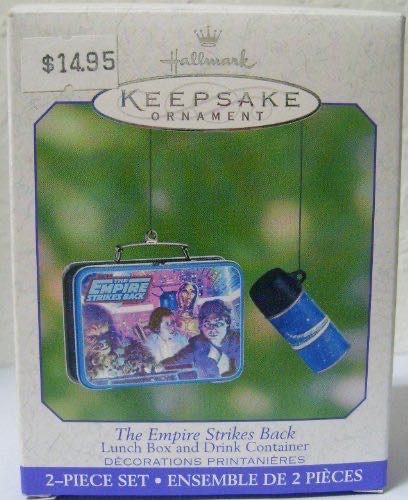 $14.95
Hallmark
KEEPSAKE
ORNAMENT
THE
EMPIRE
STRIKES BACK
The Empire Strikes Back
Lunch Box and Drink Container
DÉCORATIONS PRINTANIÈRES
2-PIECE SET • ENSEMBLE DE 2 PIÈCES